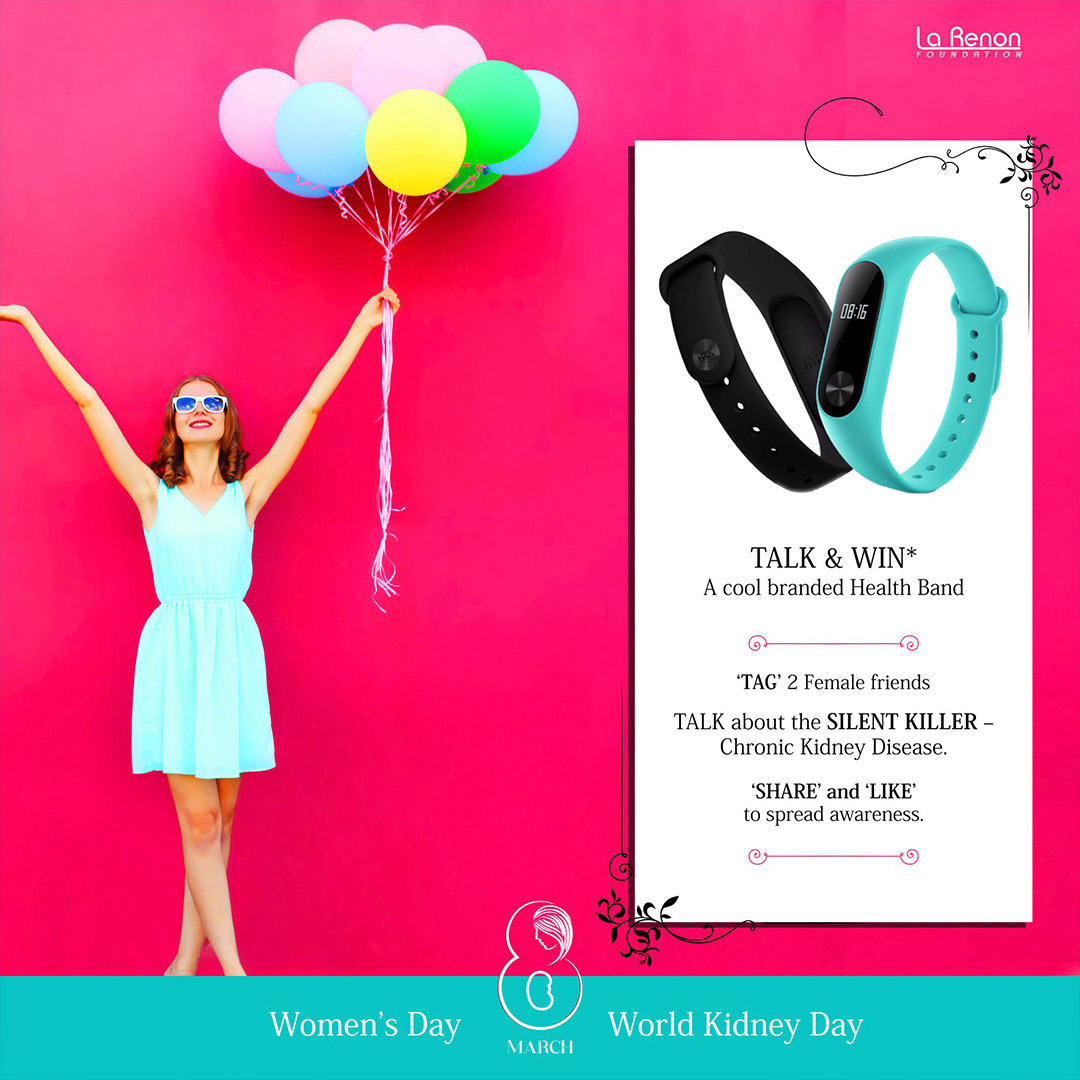 La Renon
FOUNDATION
08:16
TALK & WIN*
A cool branded Health Band
‘TAG’ 2 Female friends
TALK about the SILENT KILLER –
Chronic Kidney Disease.
‘SHARE’ and ‘LIKE’
to spread awareness.
Women’s Day
8
MARCH
World Kidney Day